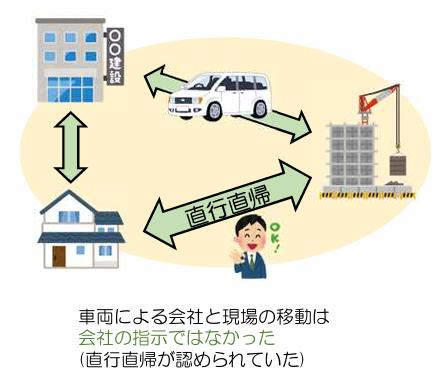 〇〇建設
直行直帰
OK!
車両による会社と現場の移動は
会社の指示ではなかった
(直行直帰が認められていた)